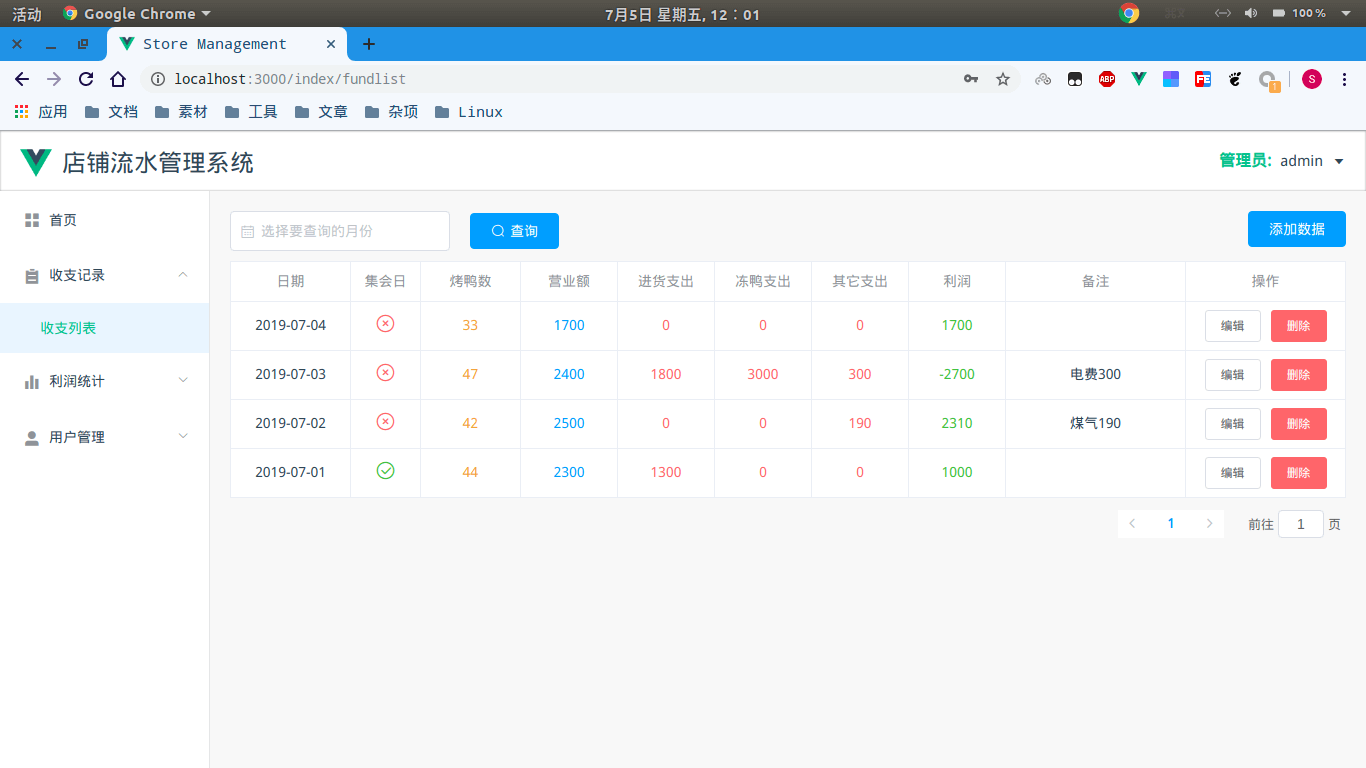 活动 Google Chrome 7月5日 星期五, 12：01 100 %
Store Management
localhost:3000/index/fundlist ABP FE 1 S
应用 文档 素材 工具 文章 杂项 Linux
店铺流水管理系统 管理员: admin
首页
收支记录
收支列表
利润统计
用户管理
选择要查询的月份 查询 添加数据
日期 集会日 烤鸭数 营业额 进货支出 冻鸭支出 其它支出 利润 备注 操作
2019-07-04 33 1700 0 0 0 1700 编辑 删除
2019-07-03 47 2400 1800 3000 300 -2700 电费300 编辑 删除
2019-07-02 42 2500 0 0 190 2310 煤气190 编辑 删除
2019-07-01 44 2300 1300 0 0 1000 编辑 删除
1 前往 1 页